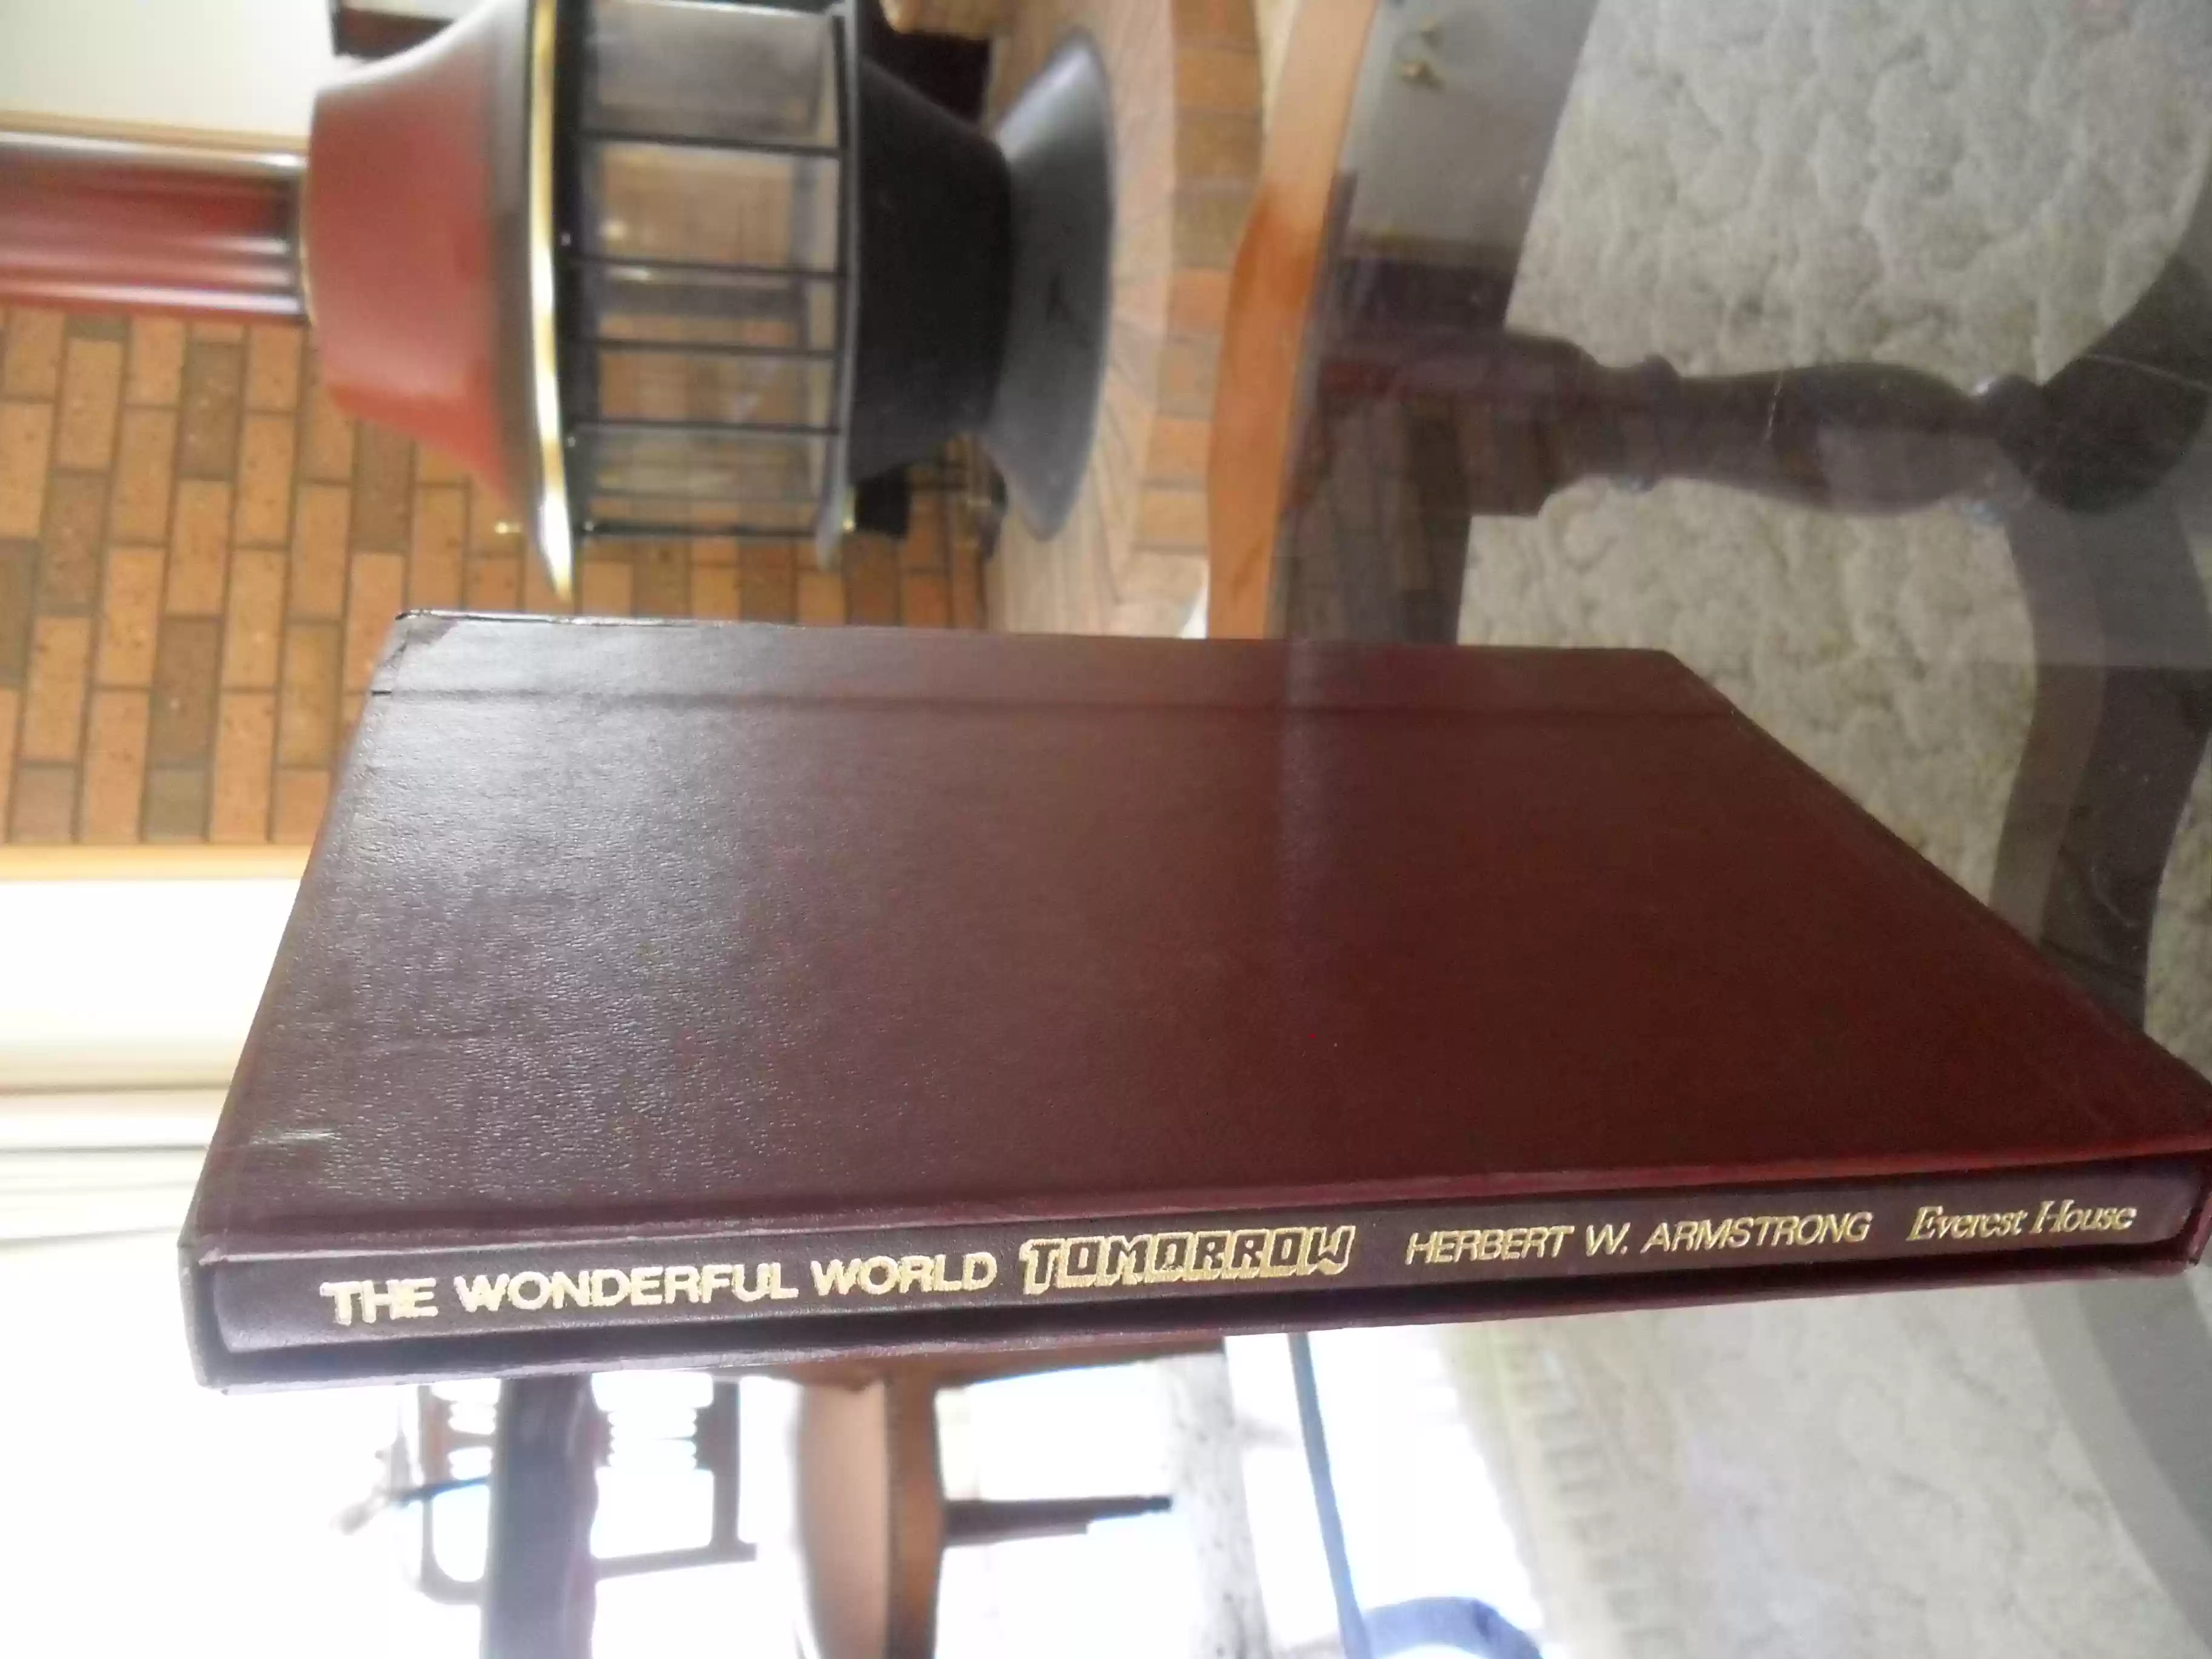 THE WONDERFUL WORLD TOMORROW HERBERT W. ARMSTRONG Everest House